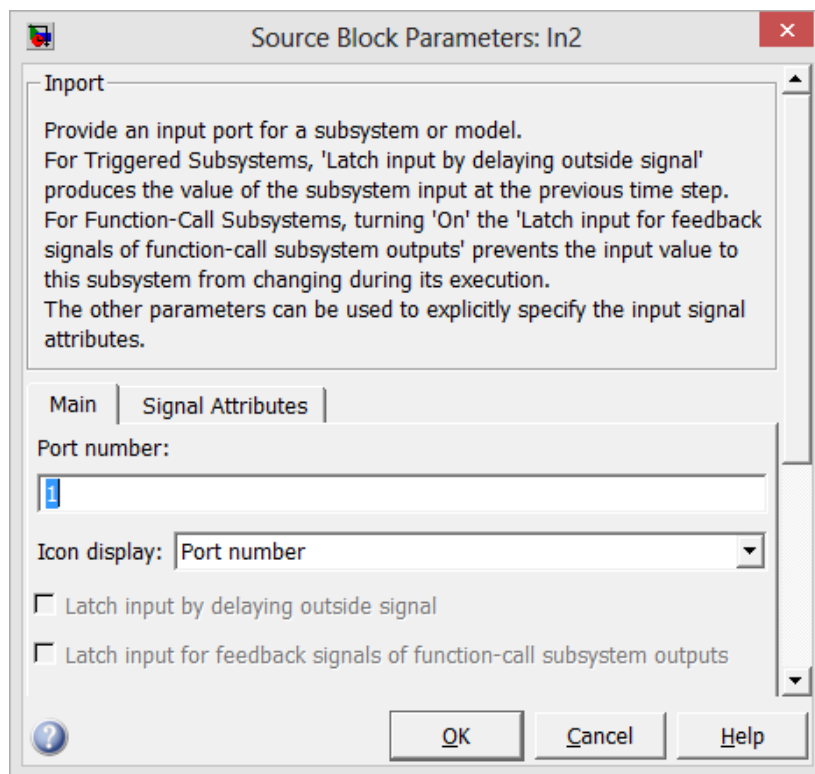 Source Block Parameters: In2
Inport
Provide an input port for a subsystem or model.
For Triggered Subsystems, 'Latch input by delaying outside signal'
produces the value of the subsystem input at the previous time step.
For Function-Call Subsystems, turning 'On' the 'Latch input for feedback
signals of function-call subsystem outputs' prevents the input value to
this subsystem from changing during its execution.
The other parameters can be used to explicitly specify the input signal
attributes.
Main Signal Attributes
Port number:
1
Icon display: Port number
Latch input by delaying outside signal
Latch input for feedback signals of function-call subsystem outputs
? OK Cancel Help